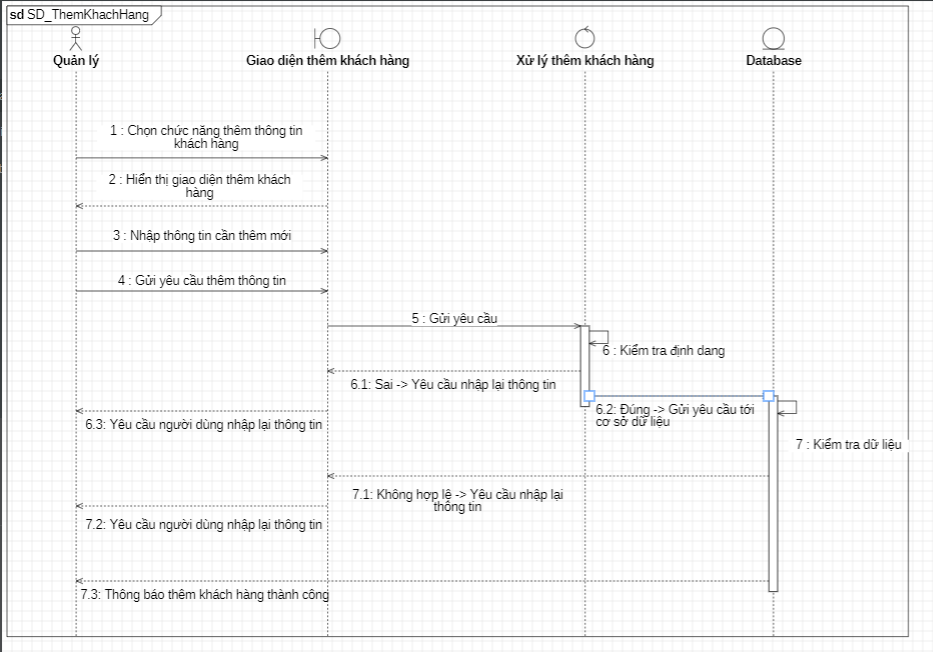 sd SD_ThemKhachHang
Quản lý
Giao diện thêm khách hàng
Xử lý thêm khách hàng
Database
1 : Chọn chức năng thêm thông tin
khách hàng
2 : Hiển thị giao diện thêm khách
hàng
3 : Nhập thông tin cần thêm mới
4 : Gửi yêu cầu thêm thông tin
5 : Gửi yêu cầu
6 : Kiểm tra định dang
6.1: Sai -> Yêu cầu nhập lại thông tin
6.2: Đúng -> Gửi yêu cầu tới
cơ sở dữ liệu
6.3: Yêu cầu người dùng nhập lại thông tin
7 : Kiểm tra dữ liệu
7.1: Không hợp lệ -> Yêu cầu nhập lại
thông tin
7.2: Yêu cầu người dùng nhập lại thông tin
7.3: Thông báo thêm khách hàng thành công